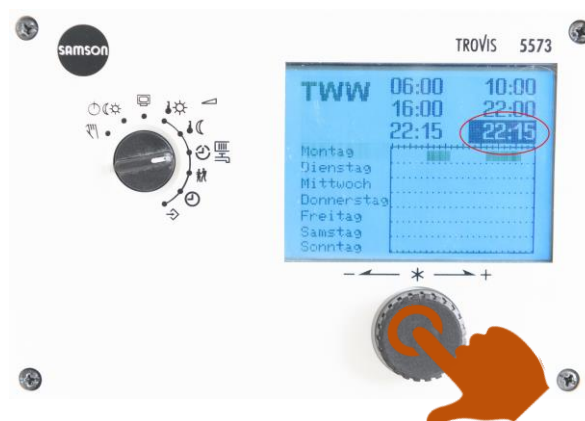 SAMSON
TROVIS 5573
TWW 06:00 10:00
16:00 22:00
22:15 22:15
Montag
Dienstag
Mittwoch
Donnerstag
Freitag
Samstag
Sonntag
- * +